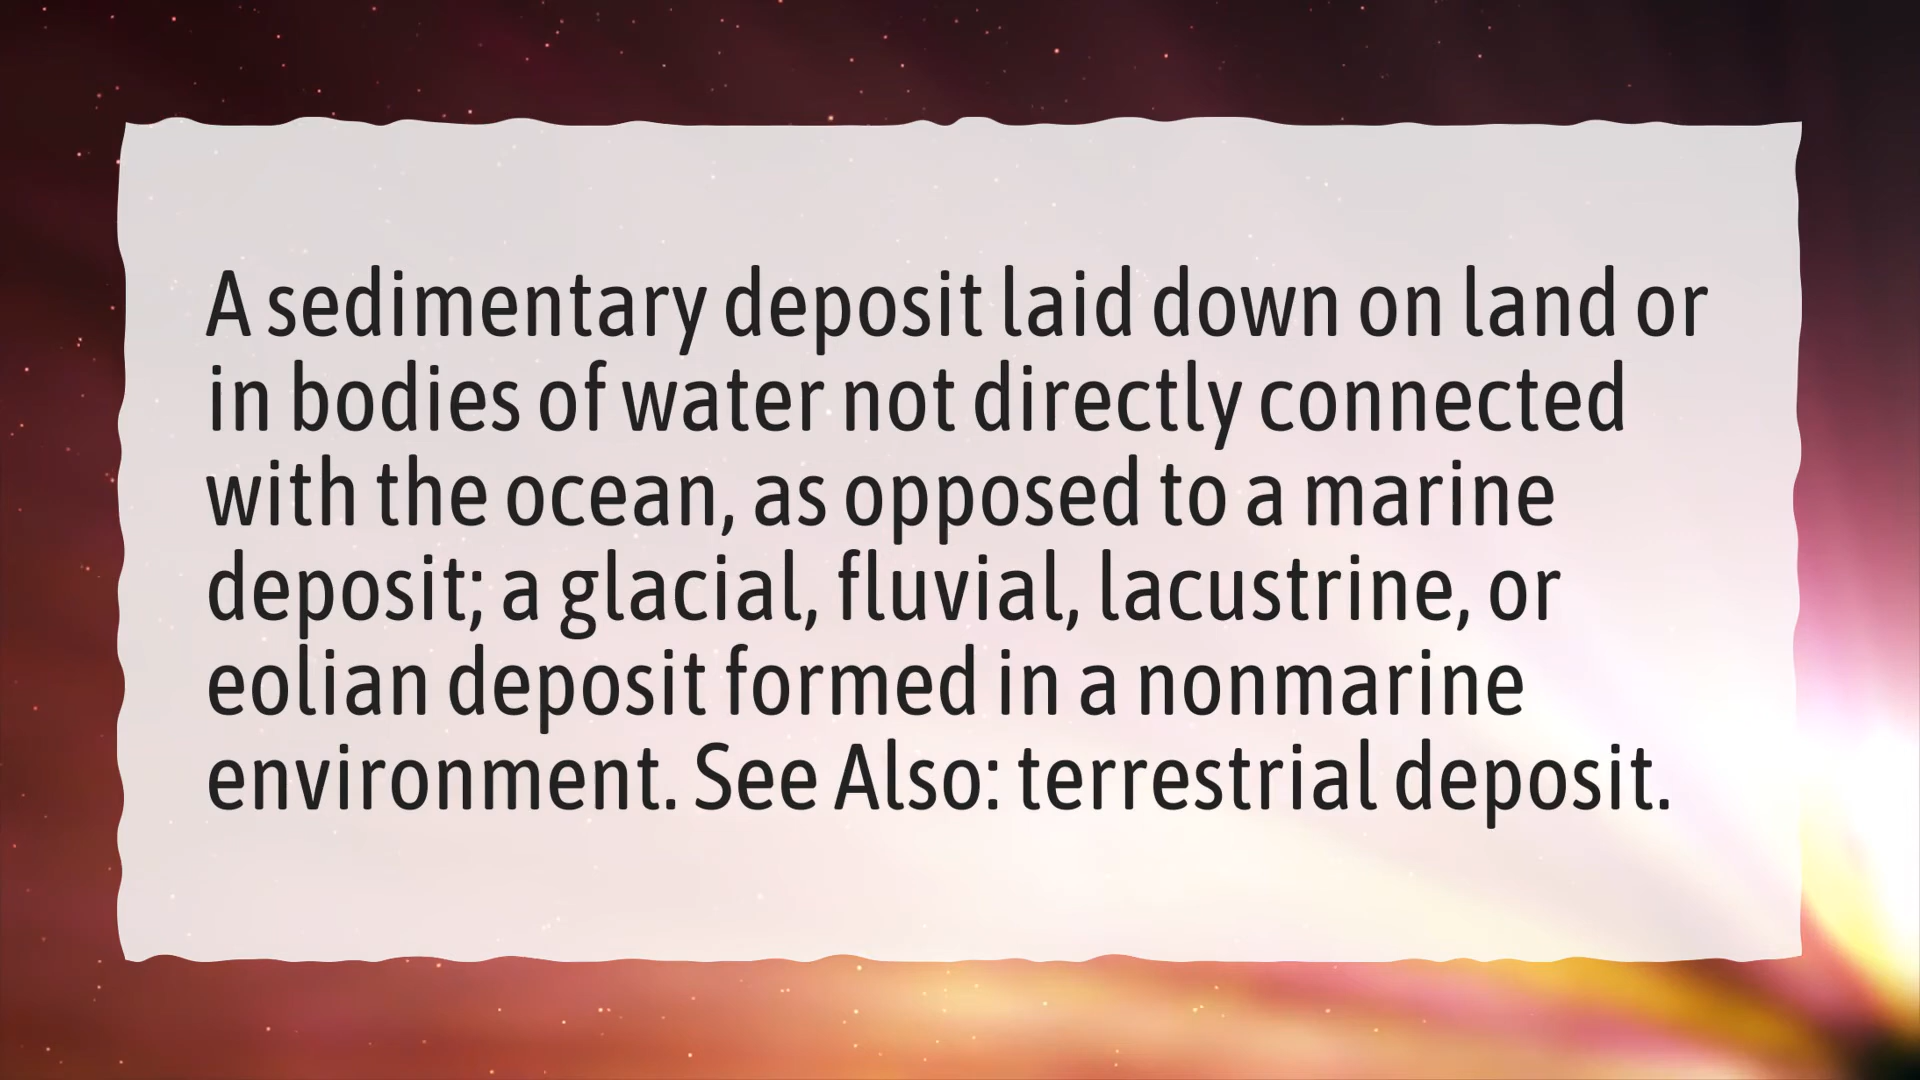 A sedimentary deposit laid down on land or
in bodies of water not directly connected
with the ocean, as opposed to a marine
deposit; a glacial, fluvial, lacustrine, or
eolian deposit formed in a nonmarine
environment. See Also: terrestrial deposit.